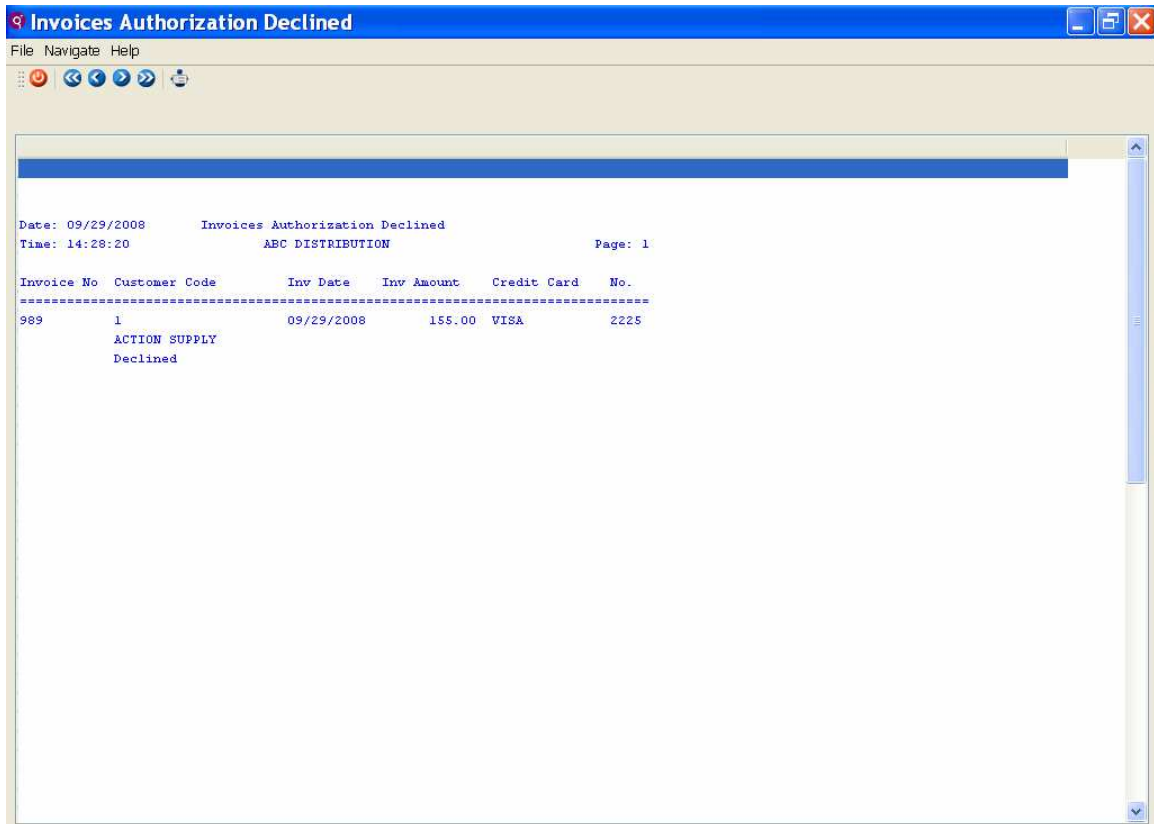 Invoices Authorization Declined
File Navigate Help
Date: 09/29/2008 Invoices Authorization Declined
Time: 14:28:20 ABC DISTRIBUTION Page: 1
Invoice No Customer Code Inv Date Inv Amount Credit Card No.
=================================================================================
989 1 09/29/2008 155.00 VISA 2225
ACTION SUPPLY
Declined